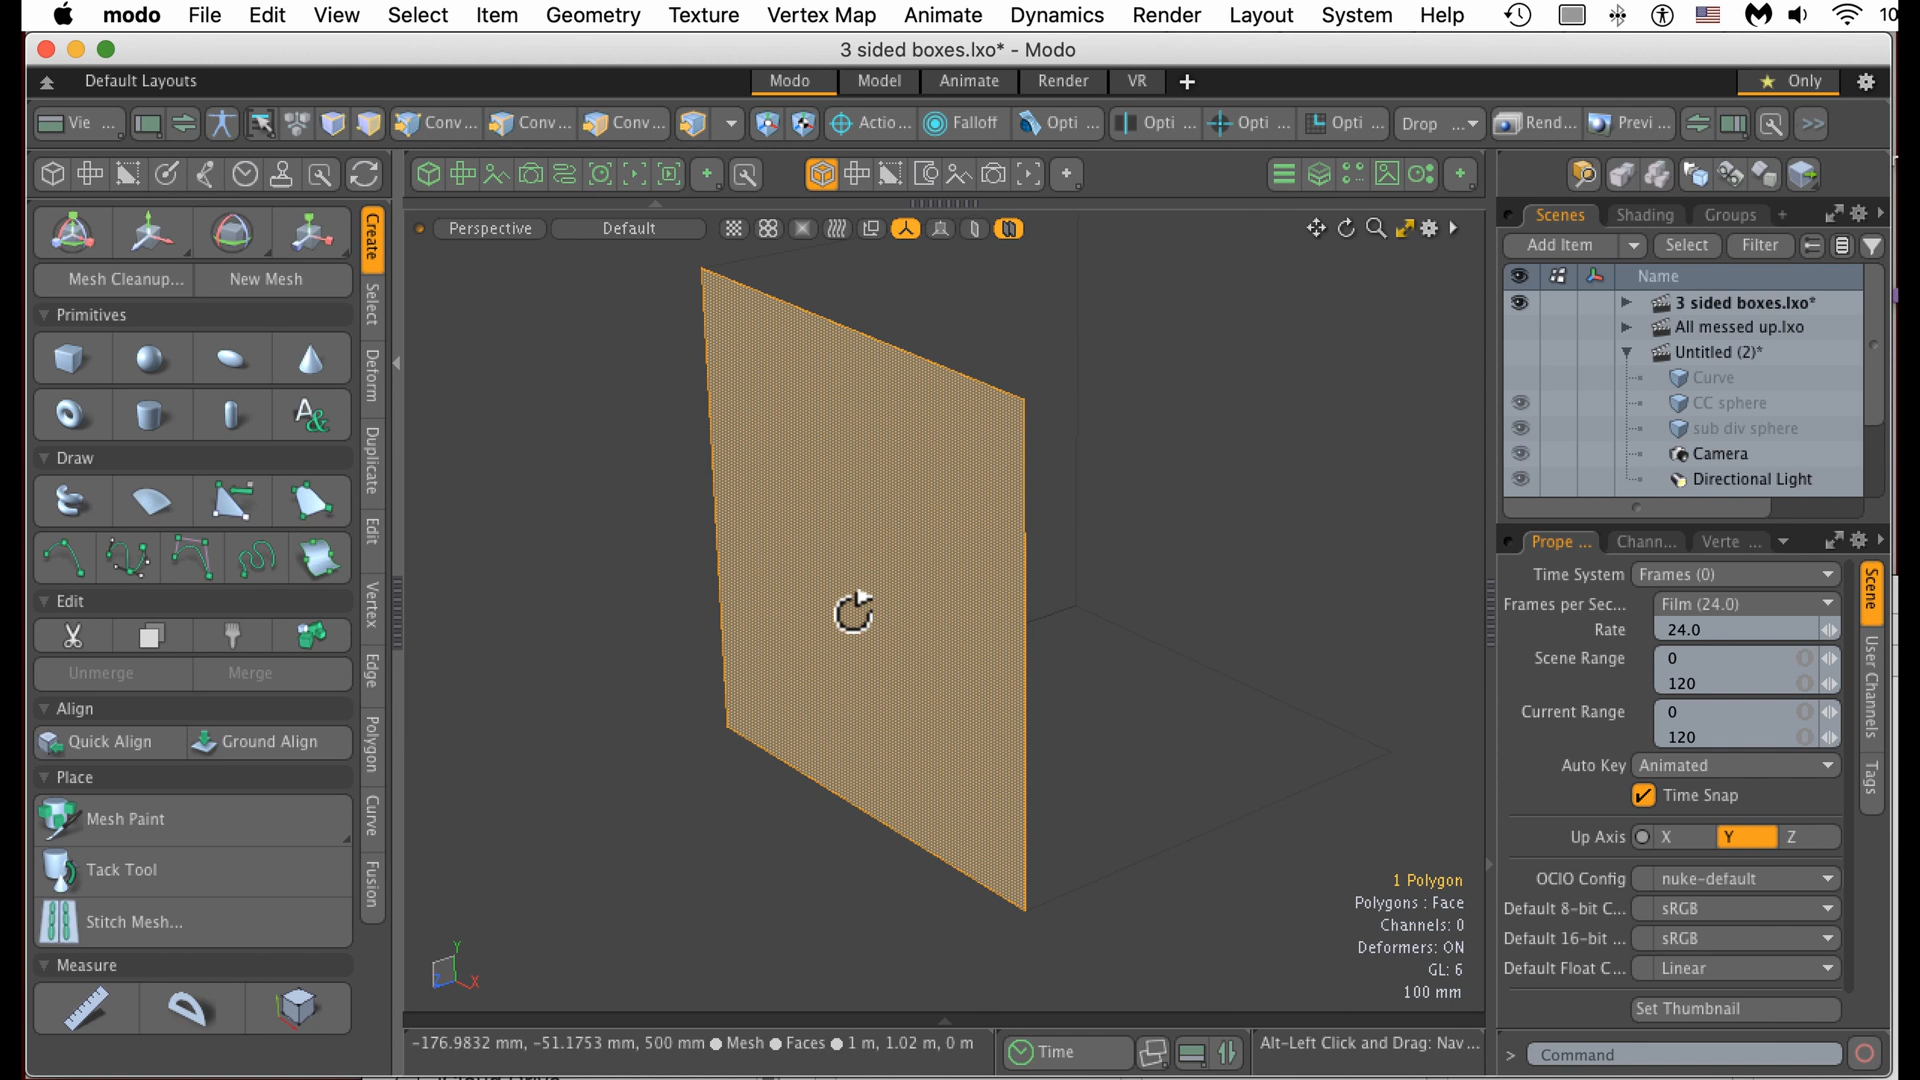 modo File Edit View Select Item Geometry Texture Vertex Map Animate Dynamics Render Layout System Help 10
3 sided boxes.lxo* - Modo
Default Layouts Modo Model Animate Render VR + Only
Vie ... Conv ... Conv ... Conv ... Actio... Falloff Opti ... Opti ... Opti ... Opti ... Drop ... Rend... Previ ... >>
Perspective Default
Scenes Shading Groups +
Mesh Cleanup... New Mesh
Add Item Select Filter
Name
3 sided boxes.lxo*
All messed up.lxo
Untitled (2)*
Curve
CC sphere
sub div sphere
Camera
Directional Light
Primitives
Draw
Edit
Unmerge Merge
Align
Quick Align Ground Align
Place
Mesh Paint
Tack Tool
Stitch Mesh...
Measure
Create
Select
Deform
Duplicate
Edit
Vertex
Edge
Polygon
Curve
Fusion
1 Polygon
Polygons : Face
Channels: 0
Deformers: ON
GL: 6
100 mm
Y
X
Z
Prope ... Chann... Verte ...
Time System Frames (0)
Frames per Sec... Film (24.0)
Rate 24.0
Scene Range 0
120
Current Range 0
120
Auto Key Animated
Time Snap
Up Axis X Y Z
OCIO Config nuke-default
Default 8-bit C... sRGB
Default 16-bit ... sRGB
Default Float C... Linear
Set Thumbnail
Scene
User Channels
Tags
-176.9832 mm, -51.1753 mm, 500 mm Mesh Faces 1 m, 1.02 m, 0 m Time Alt-Left Click and Drag: Nav ...
> Command